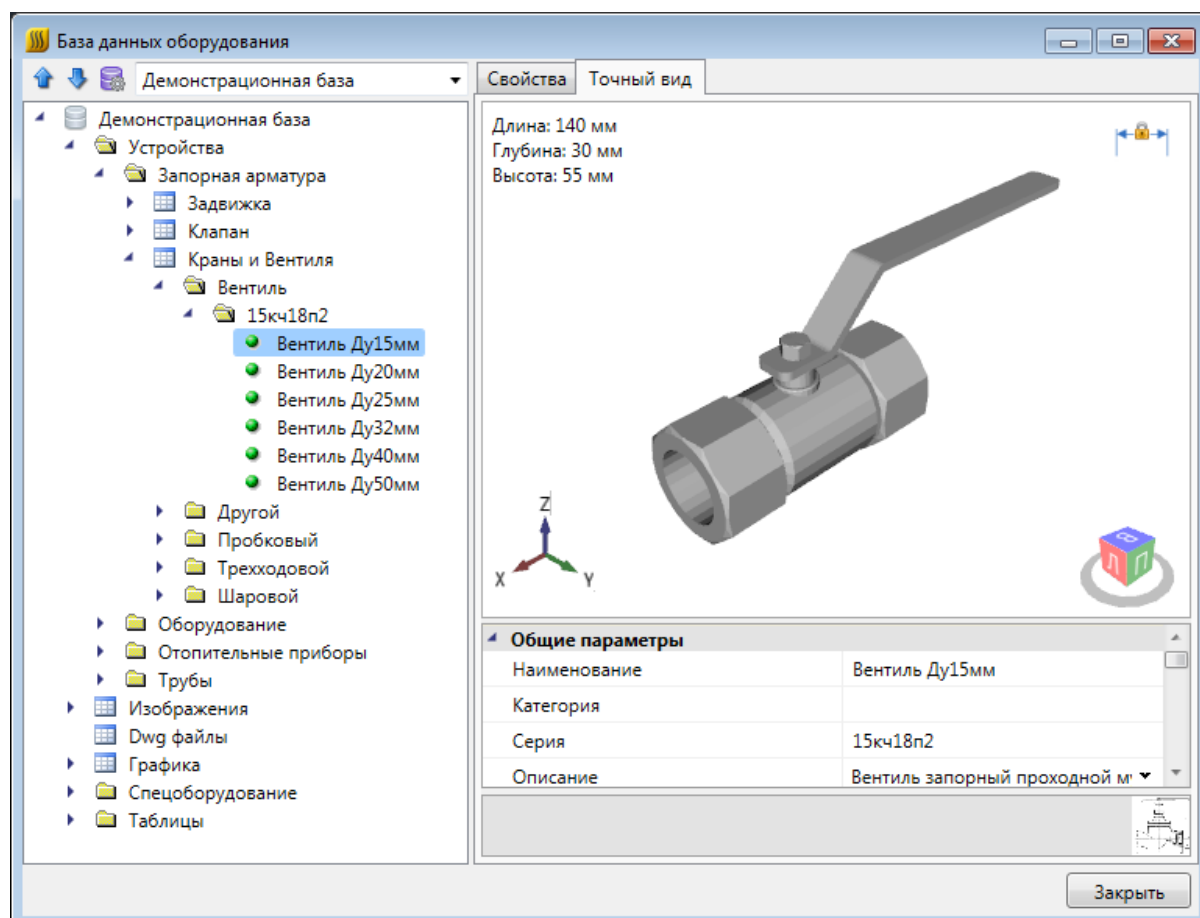 База данных оборудования
Демонстрационная база
Демонстрационная база
Устройства
Запорная арматура
Задвижка
Клапан
Краны и Вентиля
Вентиль
15кч18п2
Вентиль Ду15мм
Вентиль Ду20мм
Вентиль Ду25мм
Вентиль Ду32мм
Вентиль Ду40мм
Вентиль Ду50мм
Другой
Пробковый
Трехходовой
Шаровой
Оборудование
Отопительные приборы
Трубы
Изображения
Dwg файлы
Графика
Спецоборудование
Таблицы
Свойства Точный вид
Длина: 140 мм
Глубина: 30 мм
Высота: 55 мм
Z
X Y
В
Л П
Общие параметры
Наименование Вентиль Ду15мм
Категория
Серия 15кч18п2
Описание Вентиль запорный проходной
Закрыть